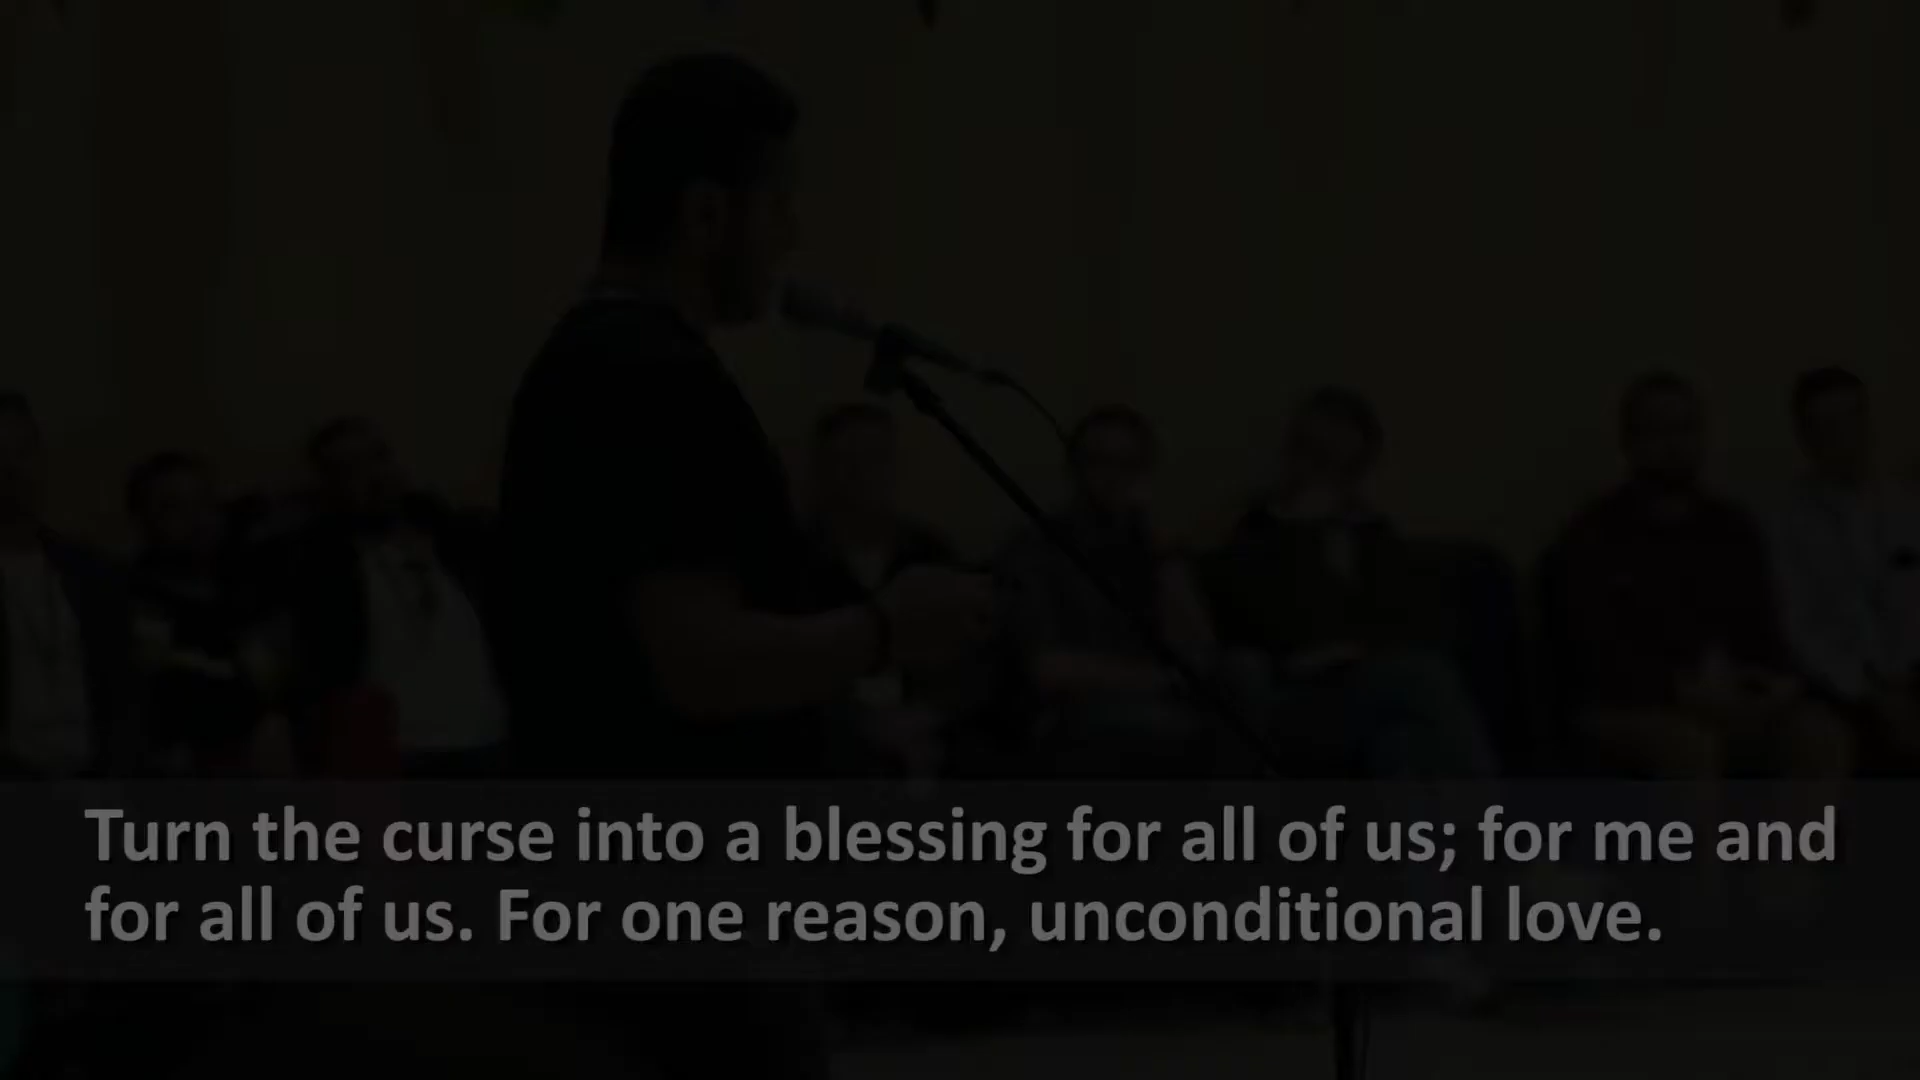 Turn the curse into a blessing for all of us; for me and
for all of us. For one reason, unconditional love.